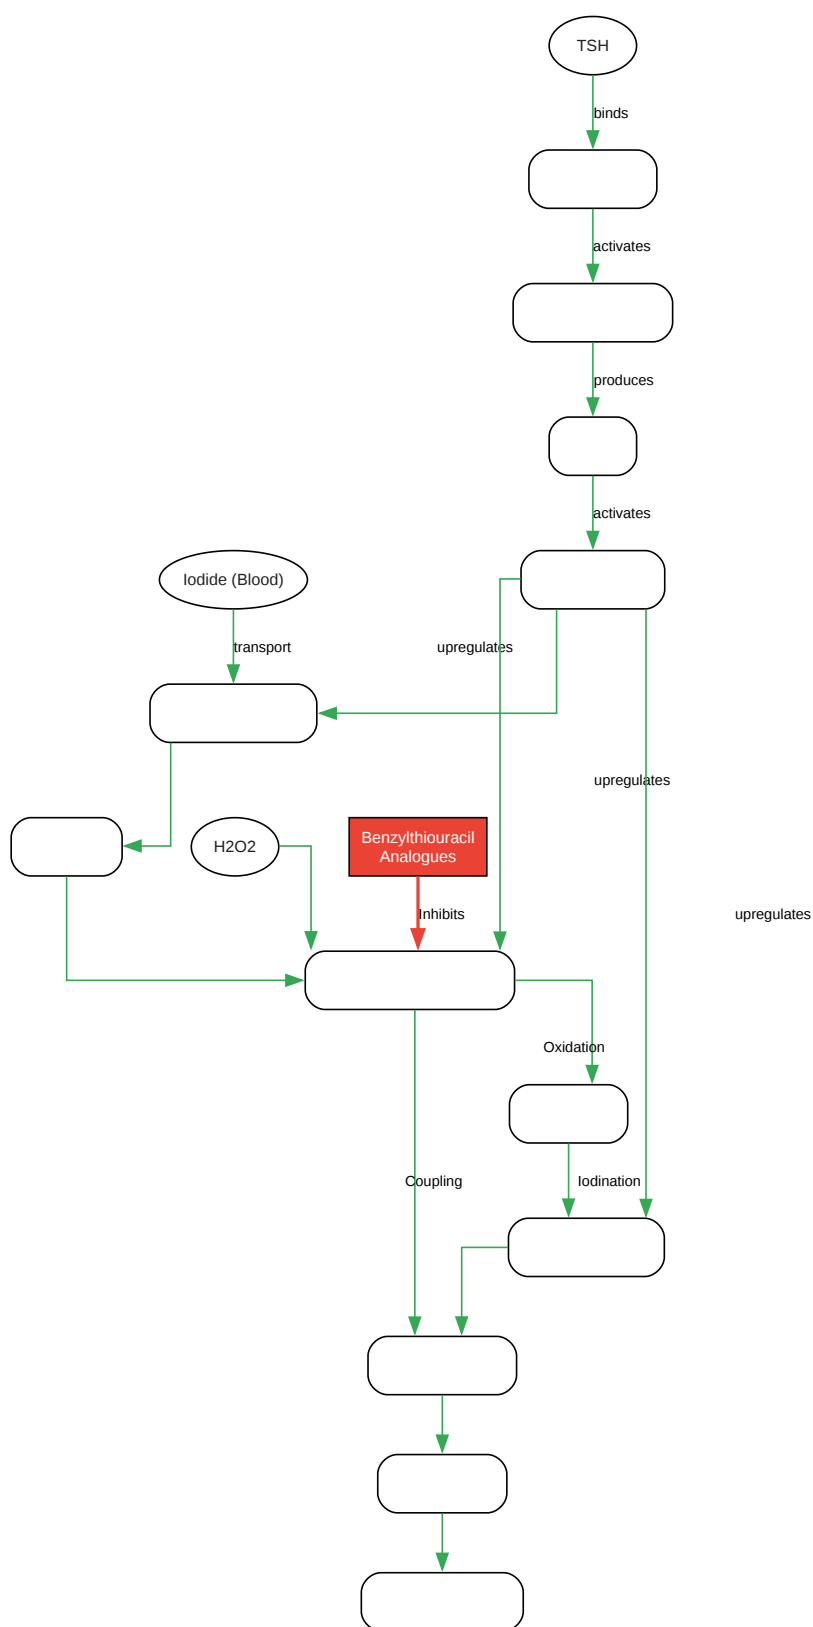 TSH
binds
activates
produces
activates
Iodide (Blood)
transport
upregulates
upregulates
H2O2
Benzylthiouracil
Analogues
Inhibits
upregulates
Oxidation
Coupling
Iodination